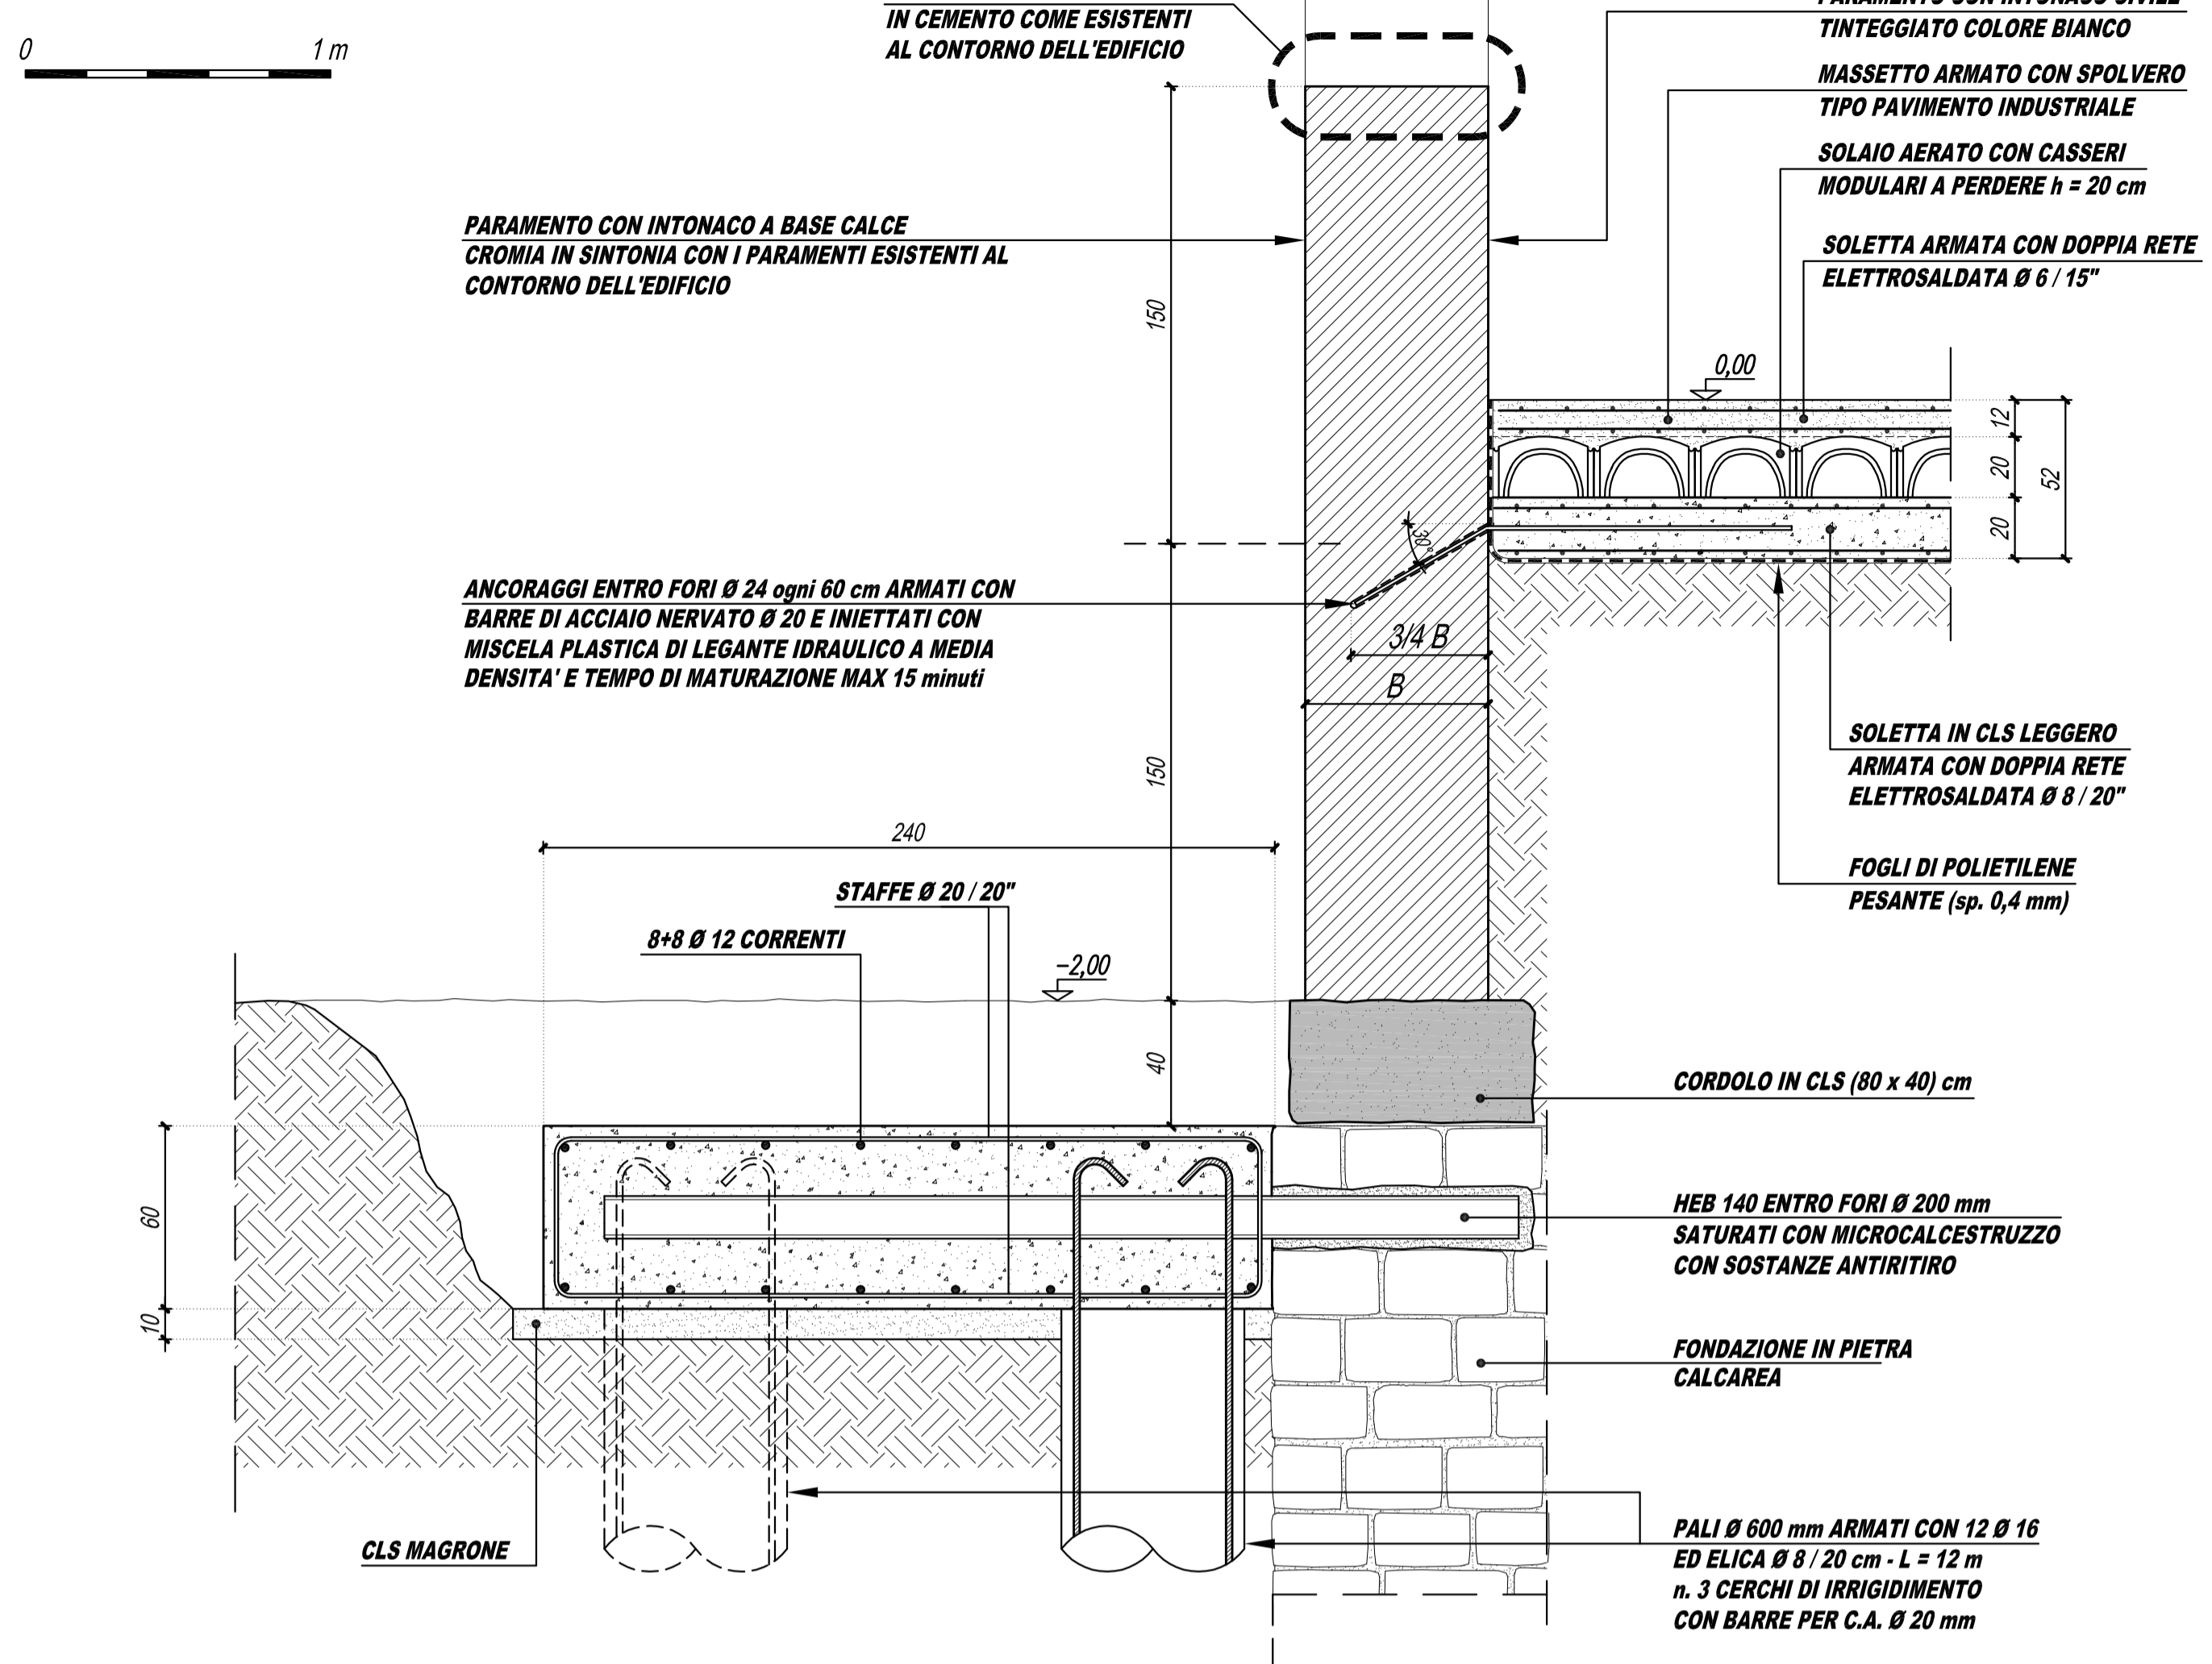 0
1 m
IN CEMENTO COME ESISTENTI
AL CONTORNO DELL'EDIFICIO
PARAMENTO CON INTONACO CIVILE
TINTEGGIATO COLORE BIANCO
MASSETTO ARMATO CON SPOLVERO
TIPO PAVIMENTO INDUSTRIALE
SOLAIO AERATO CON CASSERI
MODULARI A PERDERE h = 20 cm
SOLETTA ARMATA CON DOPPIA RETE
ELETTROSALDATA Ø 6 / 15"
PARAMENTO CON INTONACO A BASE CALCE
CROMIA IN SINTONIA CON I PARAMENTI ESISTENTI AL
CONTORNO DELL'EDIFICIO
150
0,00
12
20
20
52
30°
ANCORAGGI ENTRO FORI Ø 24 ogni 60 cm ARMATI CON
BARRE DI ACCIAIO NERVATO Ø 20 E INIETTATI CON
MISCELA PLASTICA DI LEGANTE IDRAULICO A MEDIA
DENSITA' E TEMPO DI MATURAZIONE MAX 15 minuti
3/4 B
B
150
SOLETTA IN CLS LEGGERO
ARMATA CON DOPPIA RETE
ELETTROSALDATA Ø 8 / 20"
FOGLI DI POLIETILENE
PESANTE (sp. 0,4 mm)
240
STAFFE Ø 20 / 20"
8+8 Ø 12 CORRENTI
−2,00
40
CORDOLO IN CLS (80 x 40) cm
60
10
HEB 140 ENTRO FORI Ø 200 mm
SATURATI CON MICROCALCESTRUZZO
CON SOSTANZE ANTIRITIRO
FONDAZIONE IN PIETRA
CALCAREA
CLS MAGRONE
PALI Ø 600 mm ARMATI CON 12 Ø 16
ED ELICA Ø 8 / 20 cm - L = 12 m
n. 3 CERCHI DI IRRIGIDIMENTO
CON BARRE PER C.A. Ø 20 mm